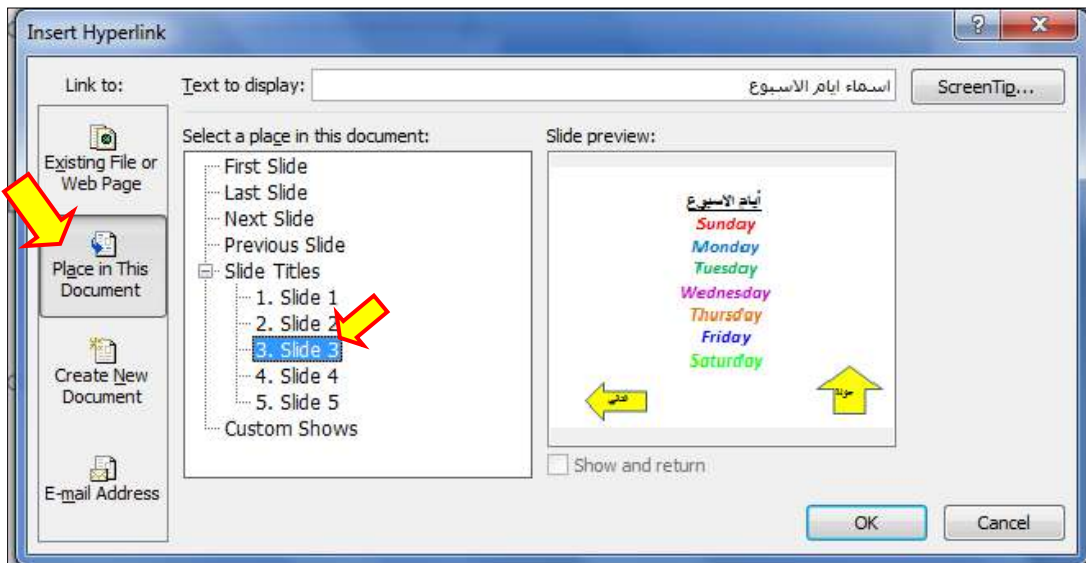 Insert Hyperlink
Link to:
Text to display:
اسماء ايام الاسبوع
ScreenTip...
Existing File or
Web Page
Place in This
Document
Create New
Document
E-mail Address
Select a place in this document:
First Slide
Last Slide
Next Slide
Previous Slide
Slide Titles
1. Slide 1
2. Slide 2
3. Slide 3
4. Slide 4
5. Slide 5
Custom Shows
Slide preview:
أيام الاسبوع
Sunday
Monday
Tuesday
Wednesday
Thursday
Friday
Saturday
التالي
Show and return
OK
Cancel